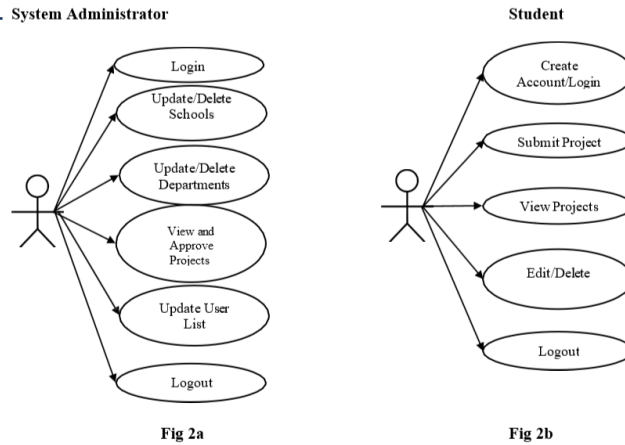 . System Administrator
Student
Login
Update/Delete
Schools
Update/Delete
Departments
View and
Approve
Projects
Update User
List
Logout
Create
Account/Login
Submit Project
View Projects
Edit/Delete
Logout
Fig 2a
Fig 2b